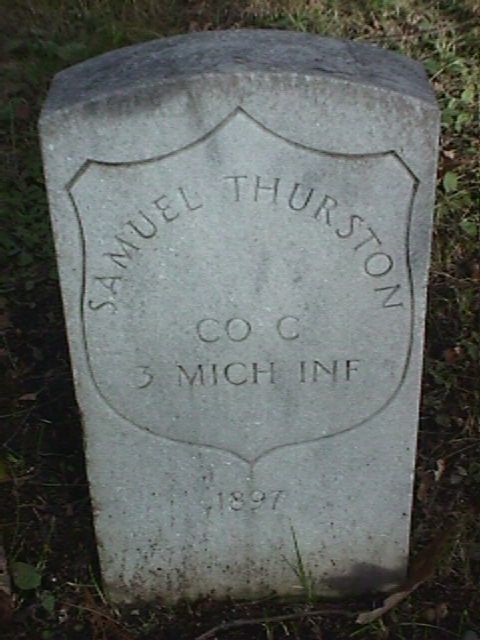 SAMUEL THURSTON
CO C
3 MICH INF
1897